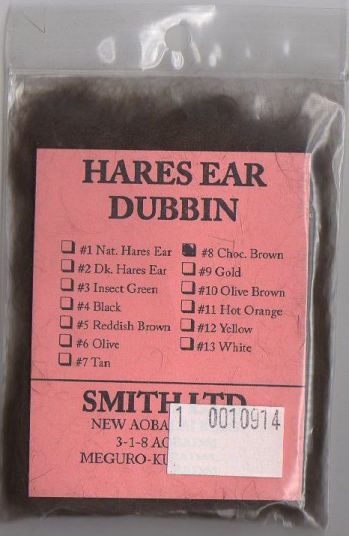 HARES EAR
DUBBIN
#1 Nat. Hares Ear
#2 Dk. Hares Ear
#3 Insect Green
#4 Black
#5 Reddish Brown
#6 Olive
#7 Tan
#8 Choc. Brown
#9 Gold
#10 Olive Brown
#11 Hot Orange
#12 Yellow
#13 White
SMITH LTD.
NEW AOBA
3-1-8 AO
MEGURO-KU
1 0010914